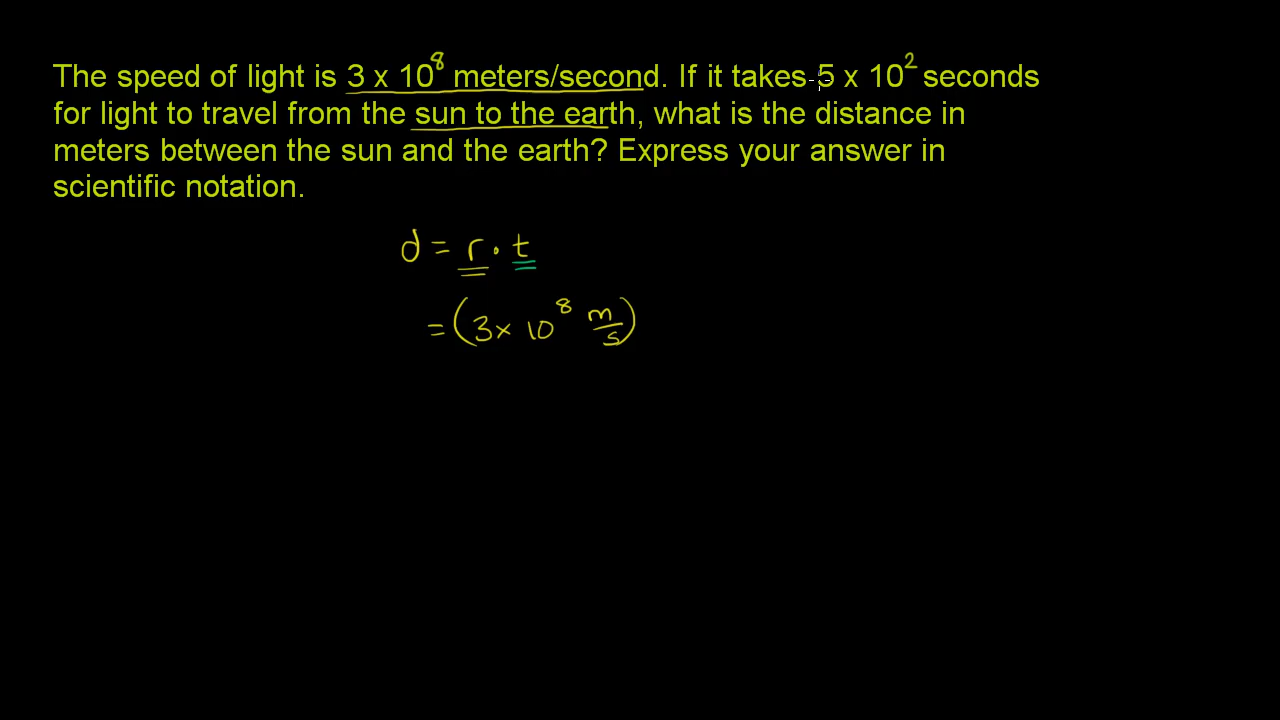 The speed of light is 3 x 10⁸ meters/second. If it takes 5 x 10² seconds
for light to travel from the sun to the earth, what is the distance in
meters between the sun and the earth? Express your answer in
scientific notation.
d = r · t
= (3 x 10⁸ m/s)